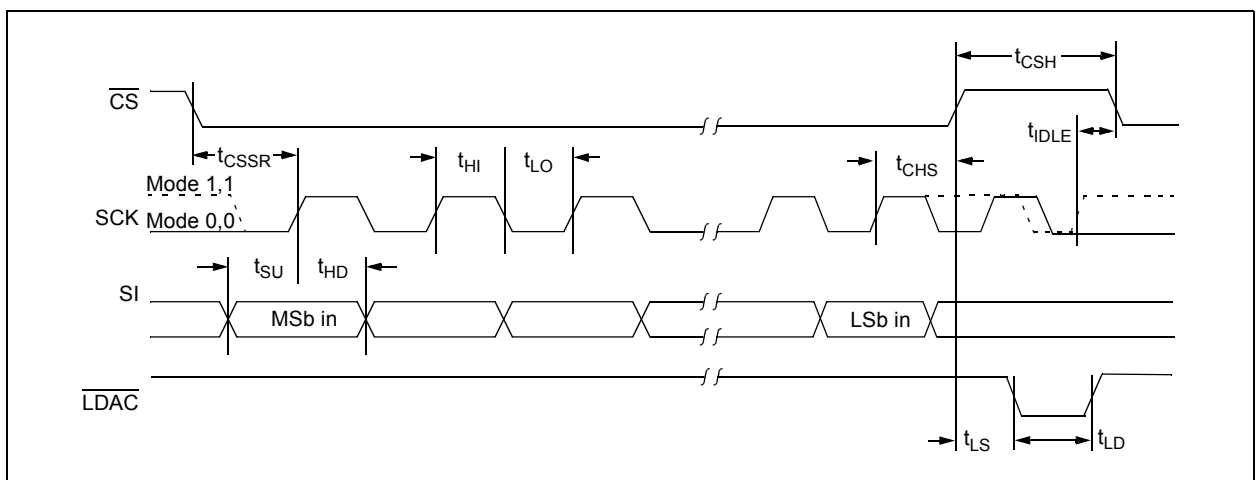 tCSH
CS
tIDLE
tCSSR
tHI
tLO
tCHS
Mode 1,1
SCK Mode 0,0
tSU
tHD
SI
MSb in
LSb in
LDAC
tLS
tLD